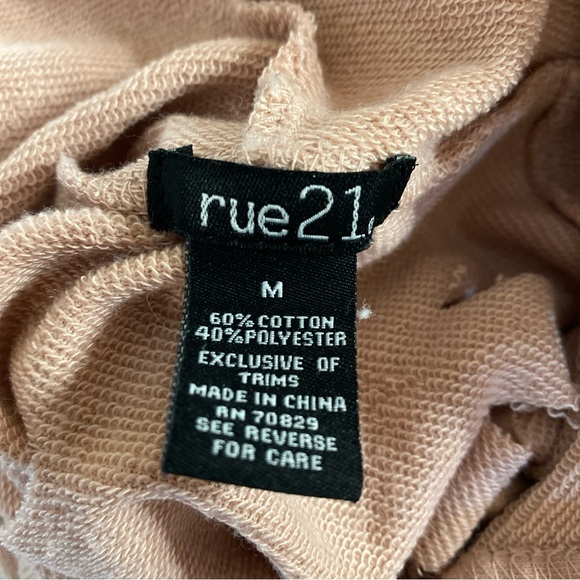 rue21
M
60% COTTON
40% POLYESTER
EXCLUSIVE OF
TRIMS
MADE IN CHINA
RN 70829
SEE REVERSE
FOR CARE